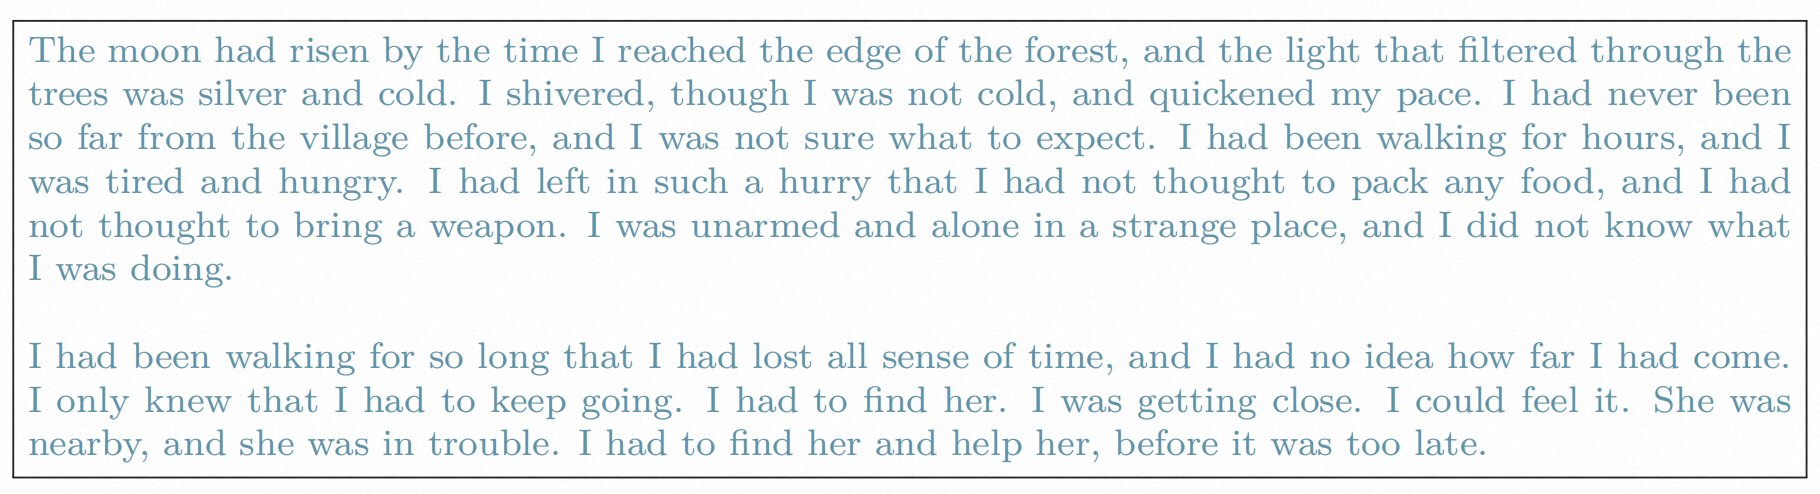 The moon had risen by the time I reached the edge of the forest, and the light that filtered through the
trees was silver and cold. I shivered, though I was not cold, and quickened my pace. I had never been
so far from the village before, and I was not sure what to expect. I had been walking for hours, and I
was tired and hungry. I had left in such a hurry that I had not thought to pack any food, and I had
not thought to bring a weapon. I was unarmed and alone in a strange place, and I did not know what
I was doing.
I had been walking for so long that I had lost all sense of time, and I had no idea how far I had come.
I only knew that I had to keep going. I had to find her. I was getting close. I could feel it. She was
nearby, and she was in trouble. I had to find her and help her, before it was too late.